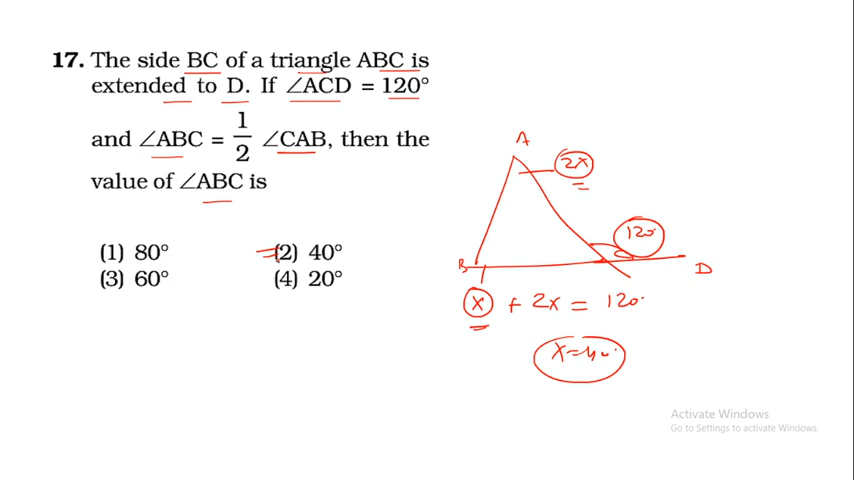 17. The side BC of a triangle ABC is
extended to D. If ∠ACD = 120°
and ∠ABC = 1/2 ∠CAB, then the
value of ∠ABC is
(1) 80° (2) 40°
(3) 60° (4) 20°
A
2x
120°
B
D
x + 2x = 120°
x = 40°
Activate Windows
Go to Settings to activate Windows.